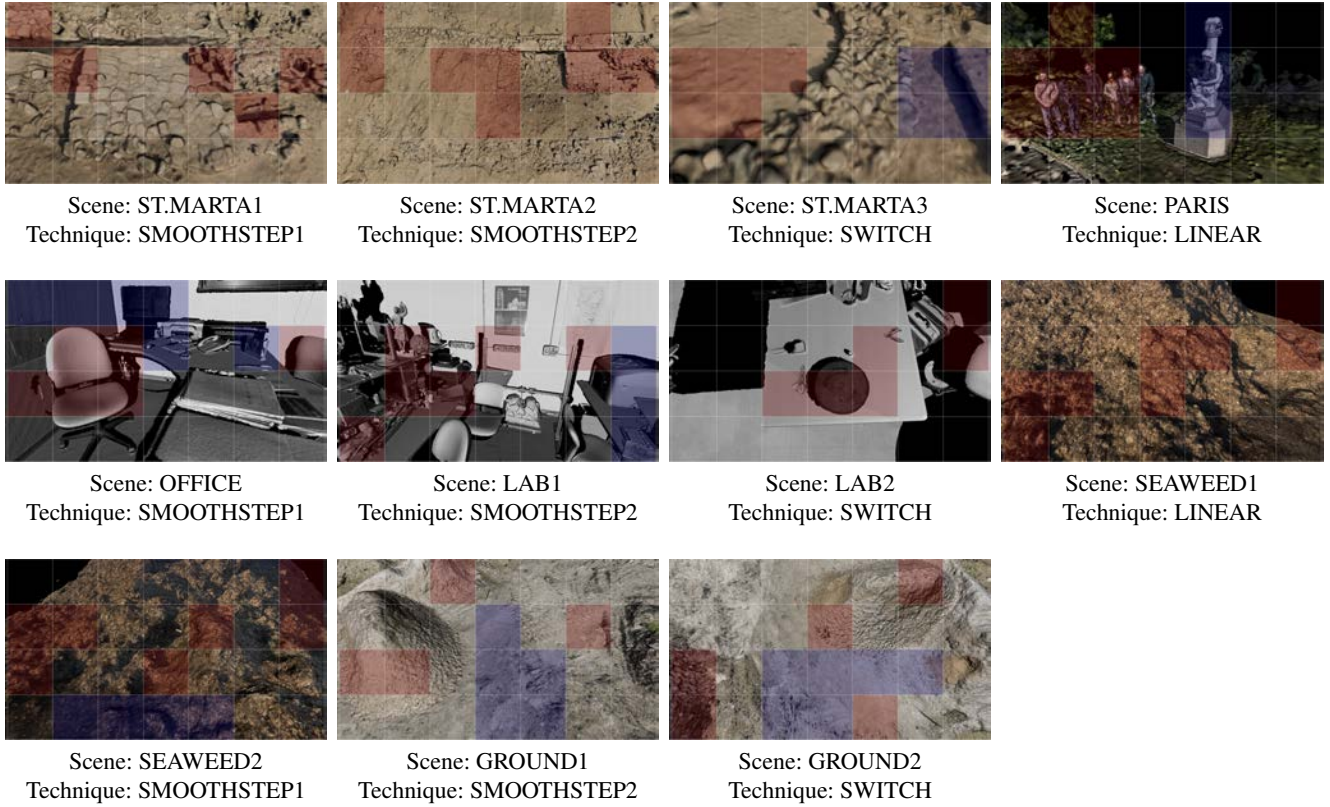 Scene: ST.MARTA1
Technique: SMOOTHSTEP1
Scene: ST.MARTA2
Technique: SMOOTHSTEP2
Scene: ST.MARTA3
Technique: SWITCH
Scene: PARIS
Technique: LINEAR
Scene: OFFICE
Technique: SMOOTHSTEP1
Scene: LAB1
Technique: SMOOTHSTEP2
Scene: LAB2
Technique: SWITCH
Scene: SEAWEED1
Technique: LINEAR
Scene: SEAWEED2
Technique: SMOOTHSTEP1
Scene: GROUND1
Technique: SMOOTHSTEP2
Scene: GROUND2
Technique: SWITCH